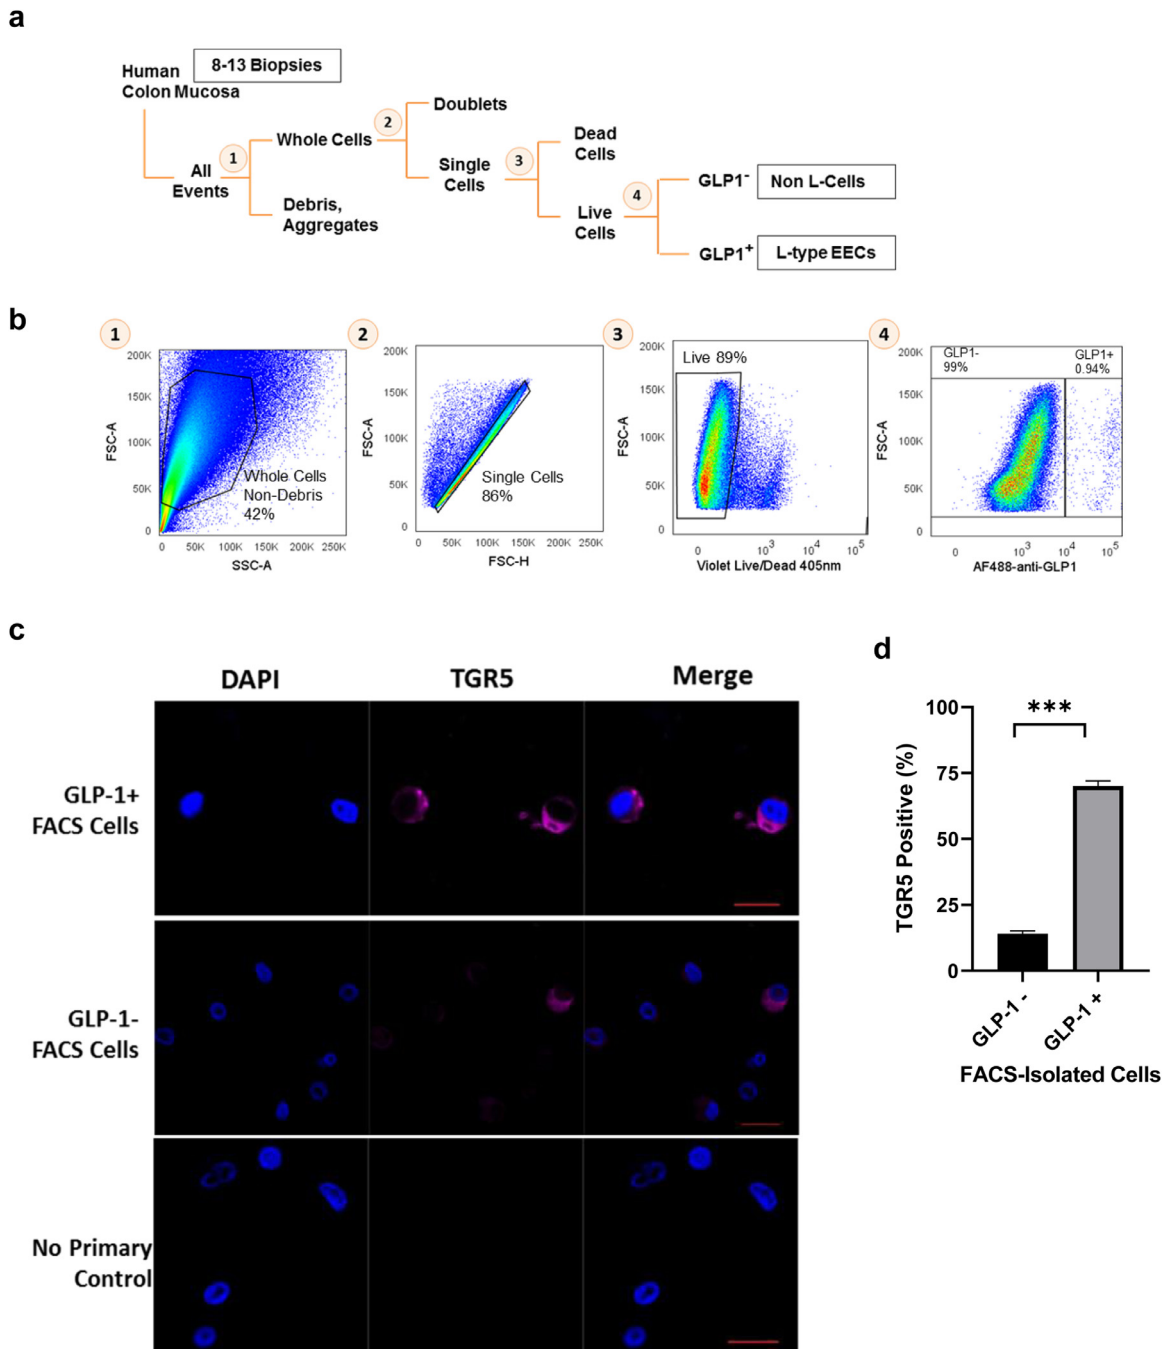 a
8-13 Biopsies
Human
Colon Mucosa
All
Events
1
Whole Cells
Debris,
Aggregates
2
Doublets
Single
Cells
3
Dead
Cells
Live
Cells
4
GLP1-
Non L-Cells
GLP1+
L-type EECs
b
1
200K
150K
100K
50K
0
FSC-A
Whole Cells
Non-Debris
42%
0 50K 100K 150K 200K 250K
SSC-A
2
200K
150K
100K
50K
0
FSC-A
Single Cells
86%
0 50K 100K 150K 200K 250K
FSC-H
3
200K
150K
100K
50K
0
FSC-A
Live 89%
0 10³ 10⁵
Violet Live/Dead 405nm
4
200K
150K
100K
50K
0
FSC-A
GLP1-
99%
GLP1+
0.94%
0 10³ 10⁴ 10⁵
AF488-anti-GLP1
c
DAPI TGR5 Merge
GLP-1+
FACS Cells
GLP-1-
FACS Cells
No Primary
Control
d
100
75
50
25
0
TGR5 Positive (%)
***
GLP-1 -
GLP-1 +
FACS-Isolated Cells